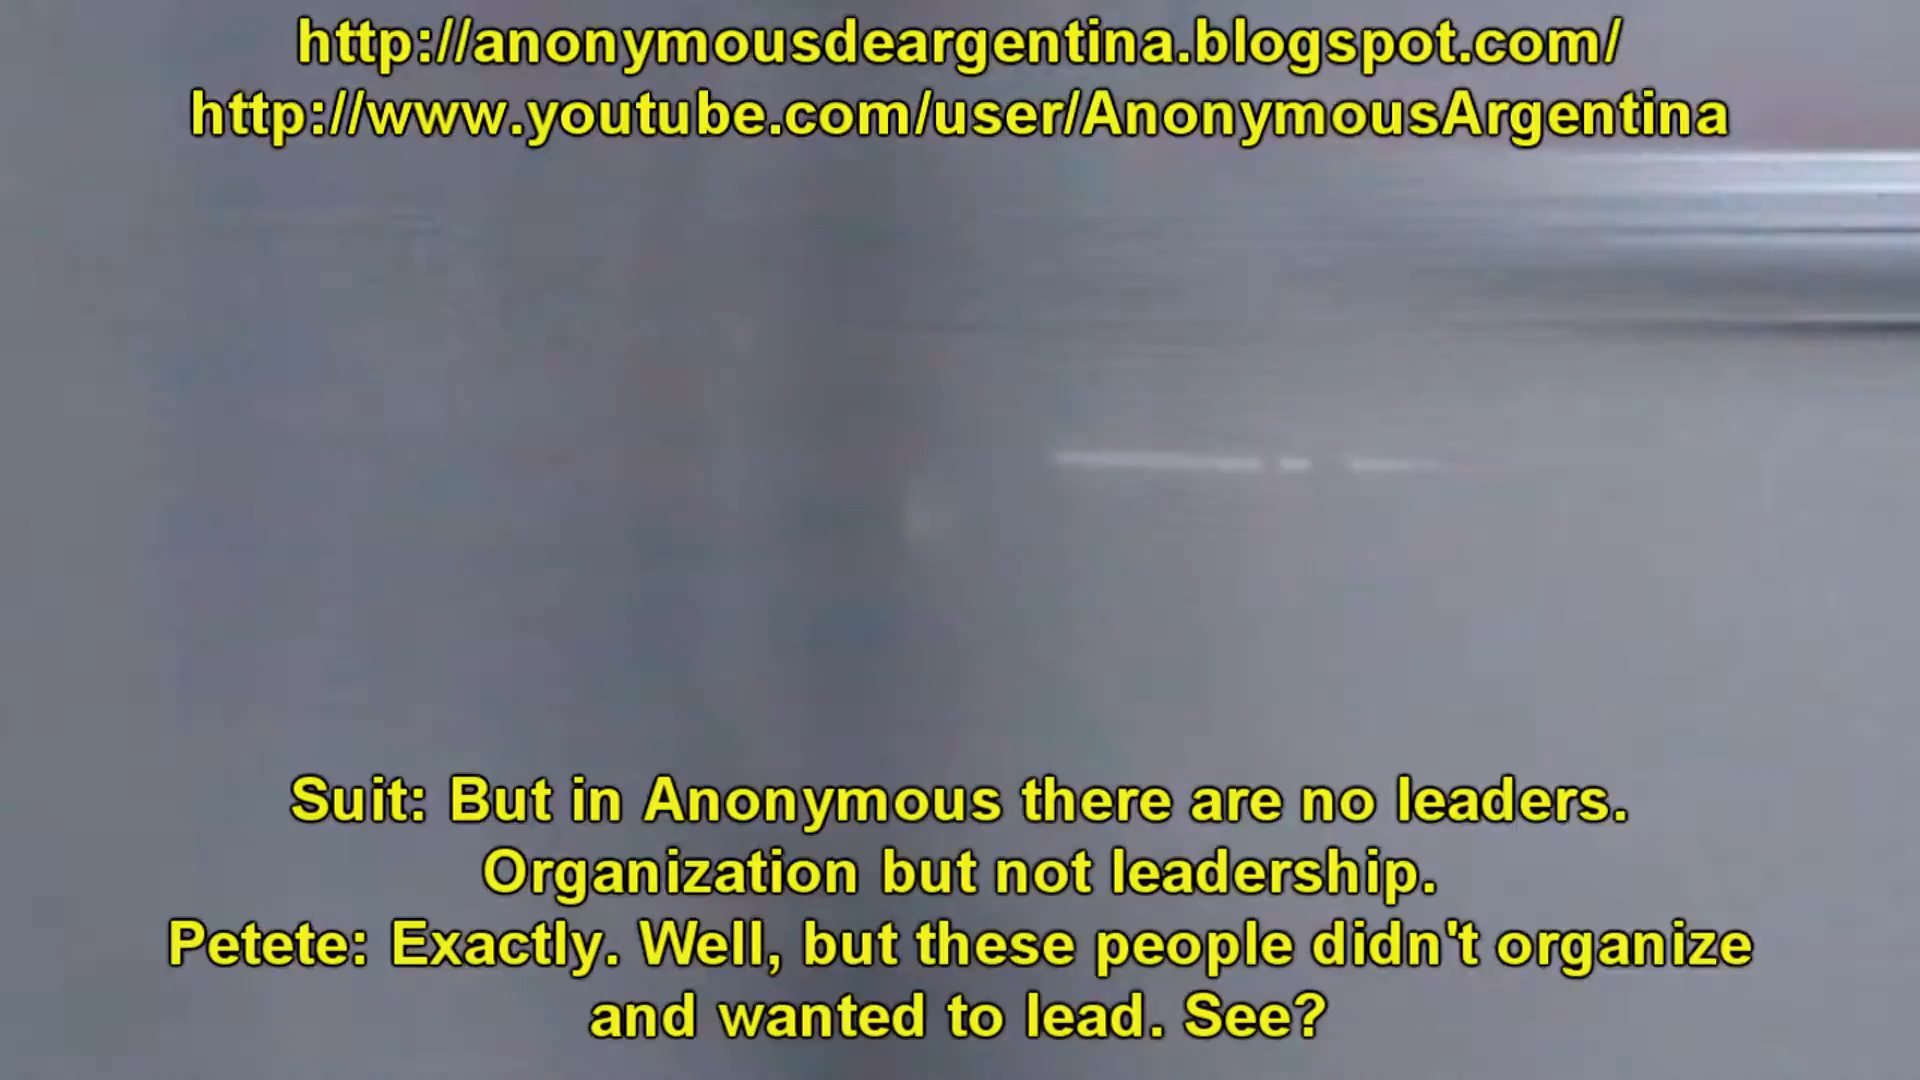 http://anonymousdeargentina.blogspot.com/
http://www.youtube.com/user/AnonymousArgentina
Suit: But in Anonymous there are no leaders.
Organization but not leadership.
Petete: Exactly. Well, but these people didn't organize
and wanted to lead. See?